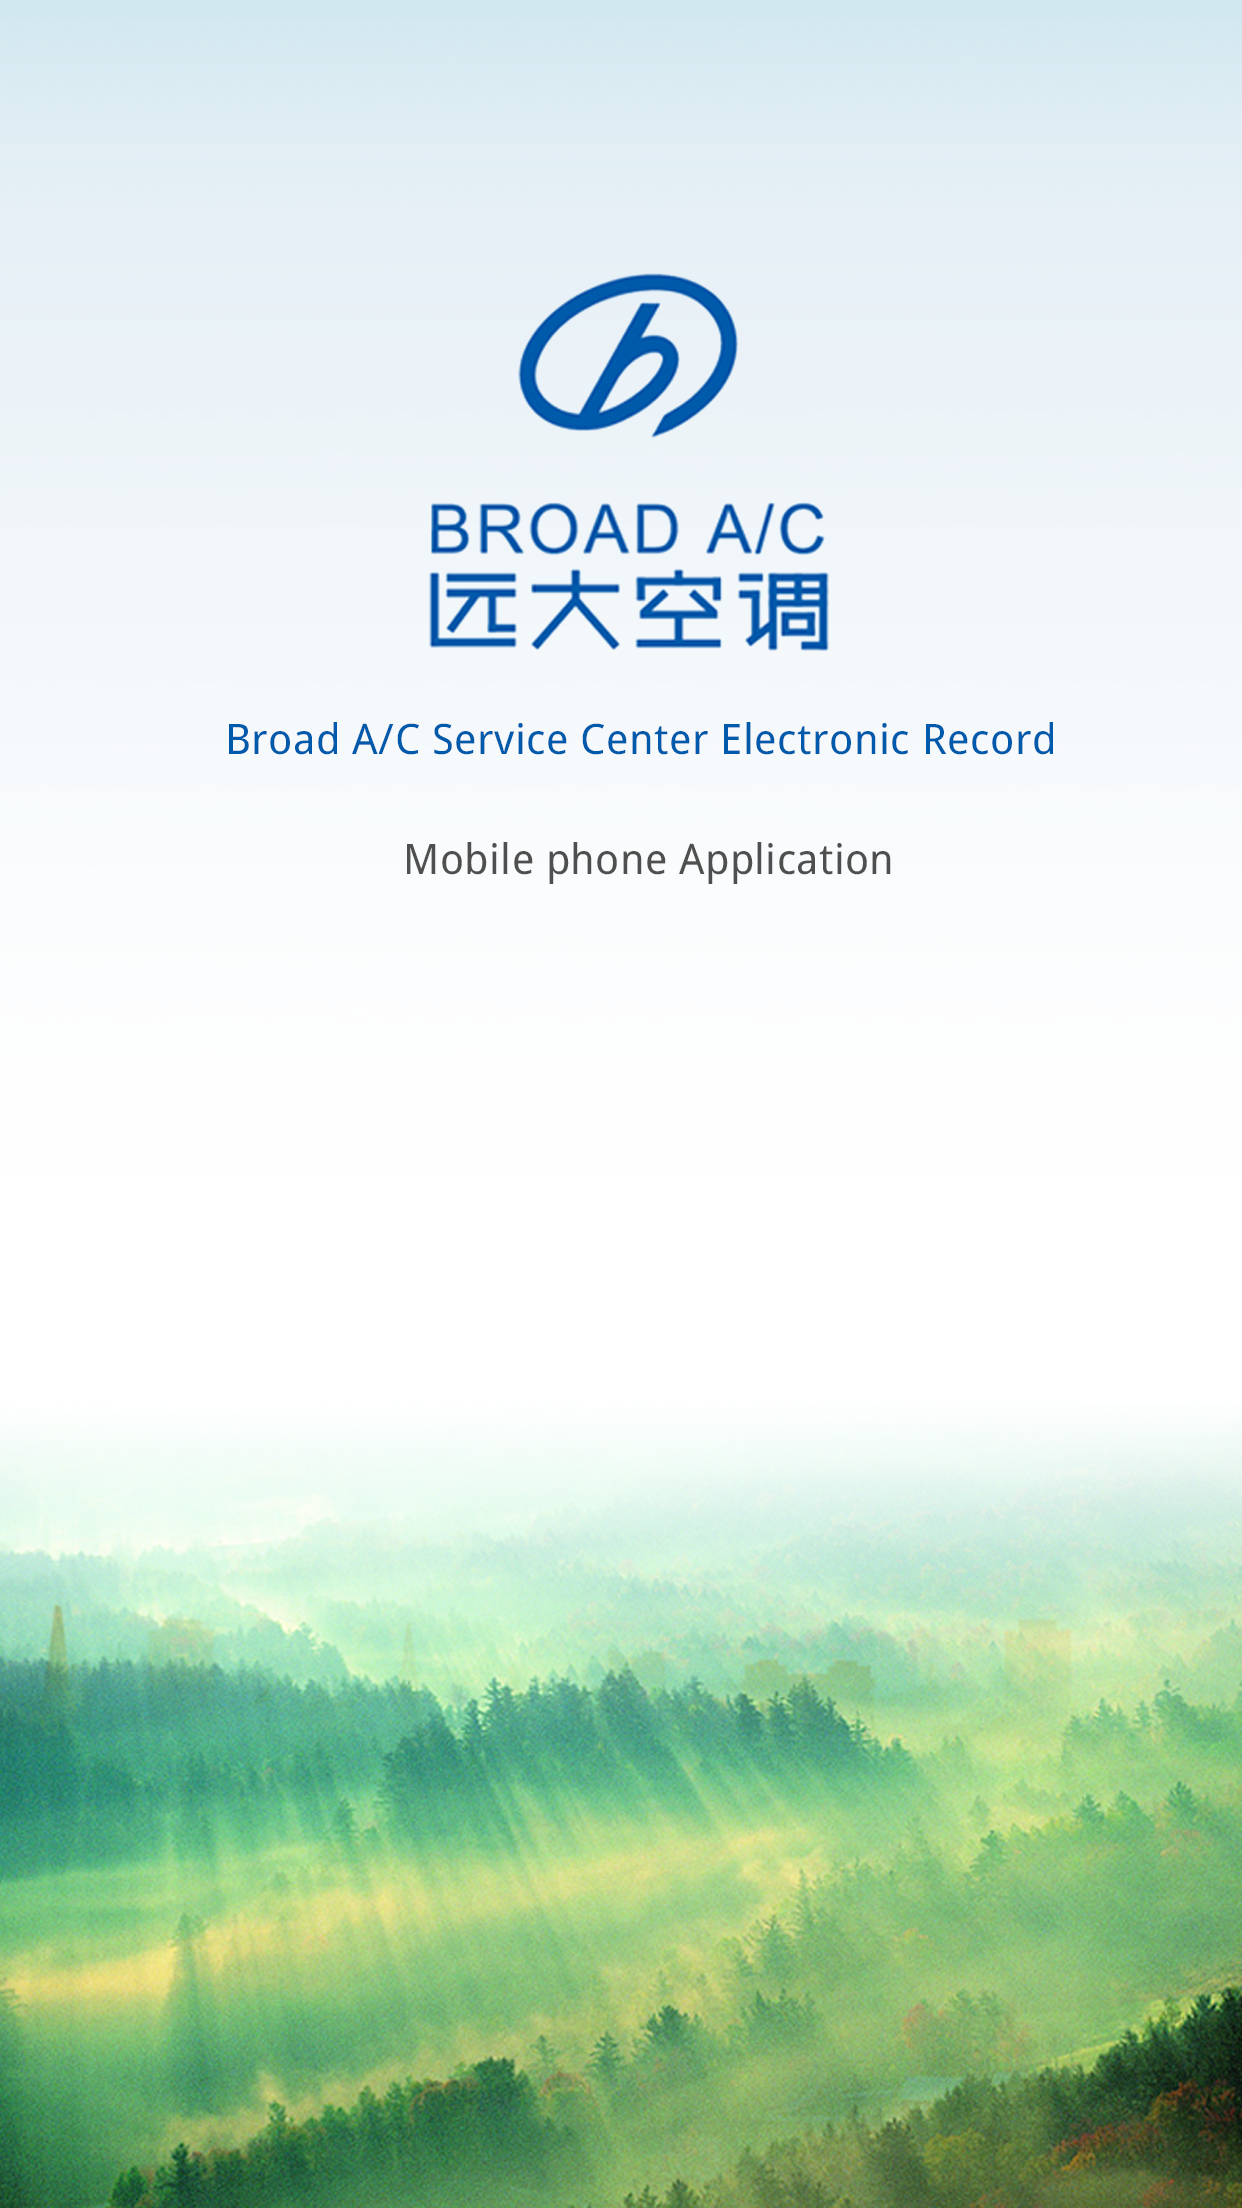 BROAD A/C
远大空调
Broad A/C Service Center Electronic Record
Mobile phone Application